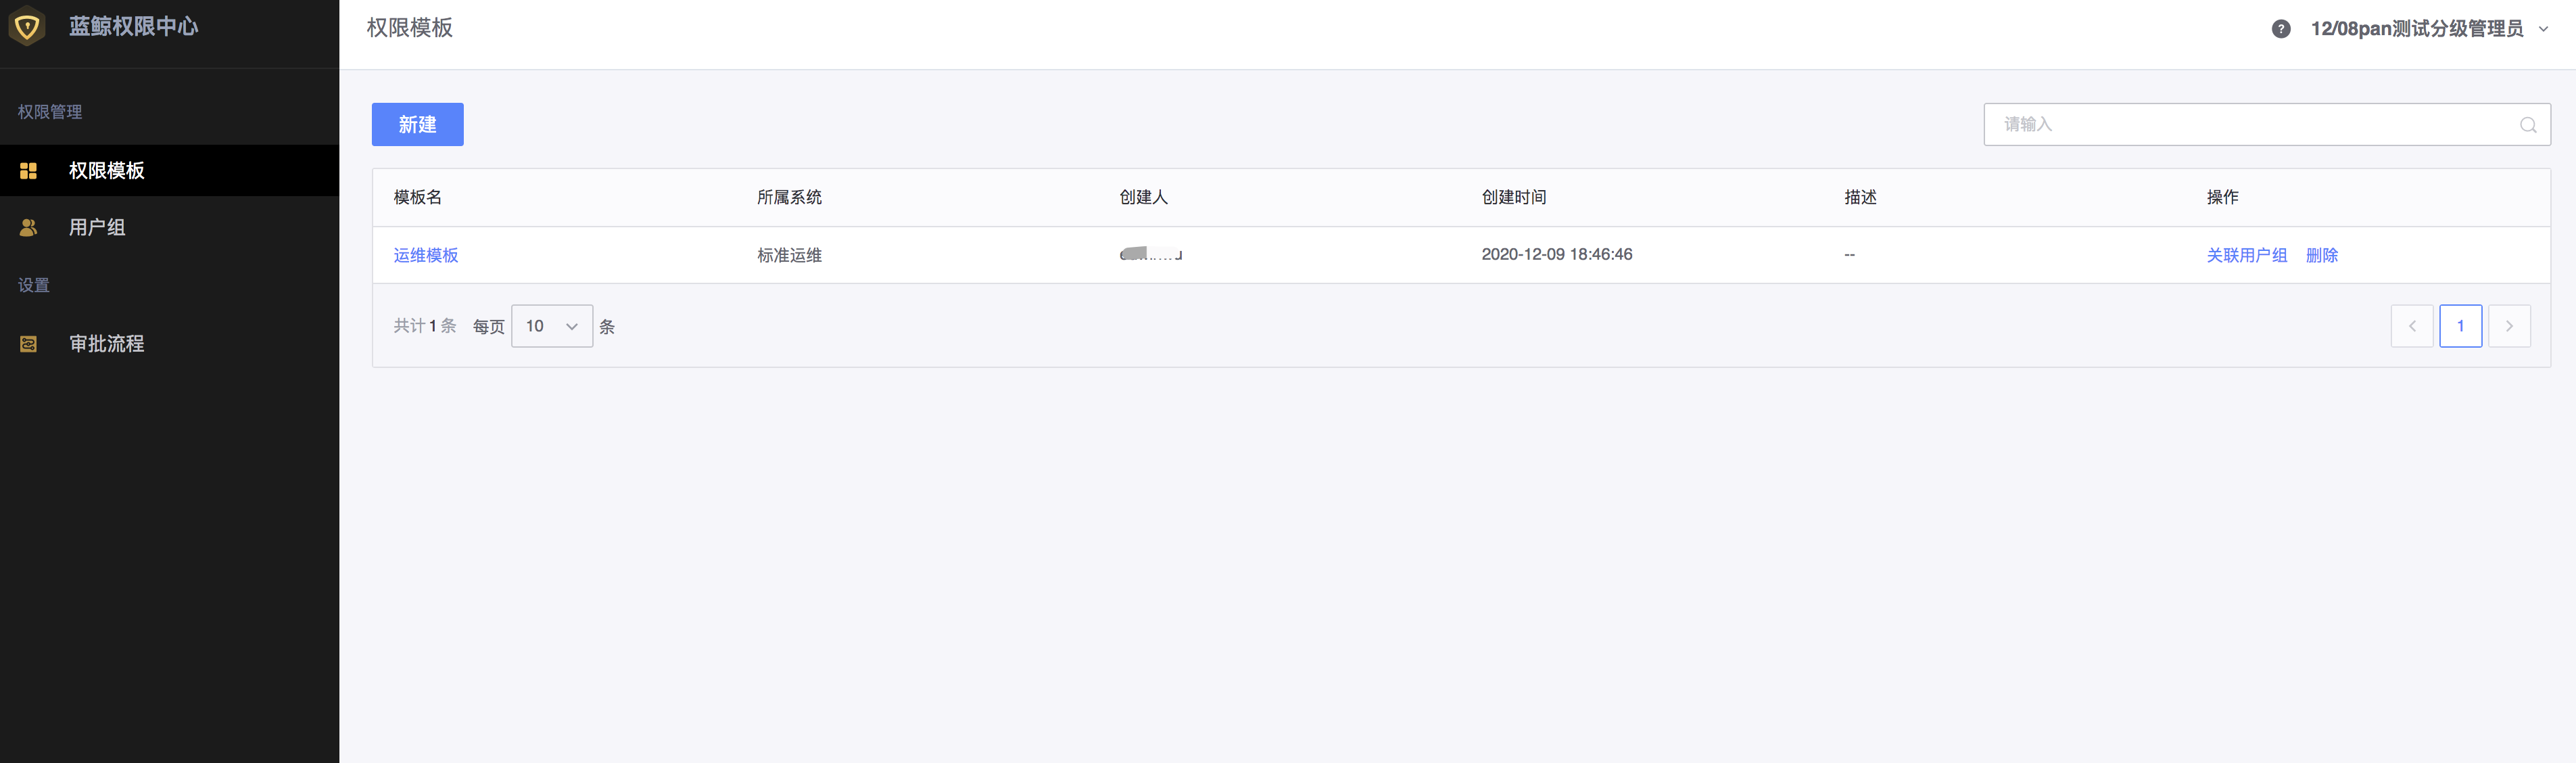 蓝鲸权限中心
权限管理
权限模板
用户组
设置
审批流程
权限模板
12/08pan测试分级管理员
新建
请输入
模板名 所属系统 创建人 创建时间 描述 操作
运维模板 标准运维 2020-12-09 18:46:46 -- 关联用户组 删除
共计1条 每页 10 条 1